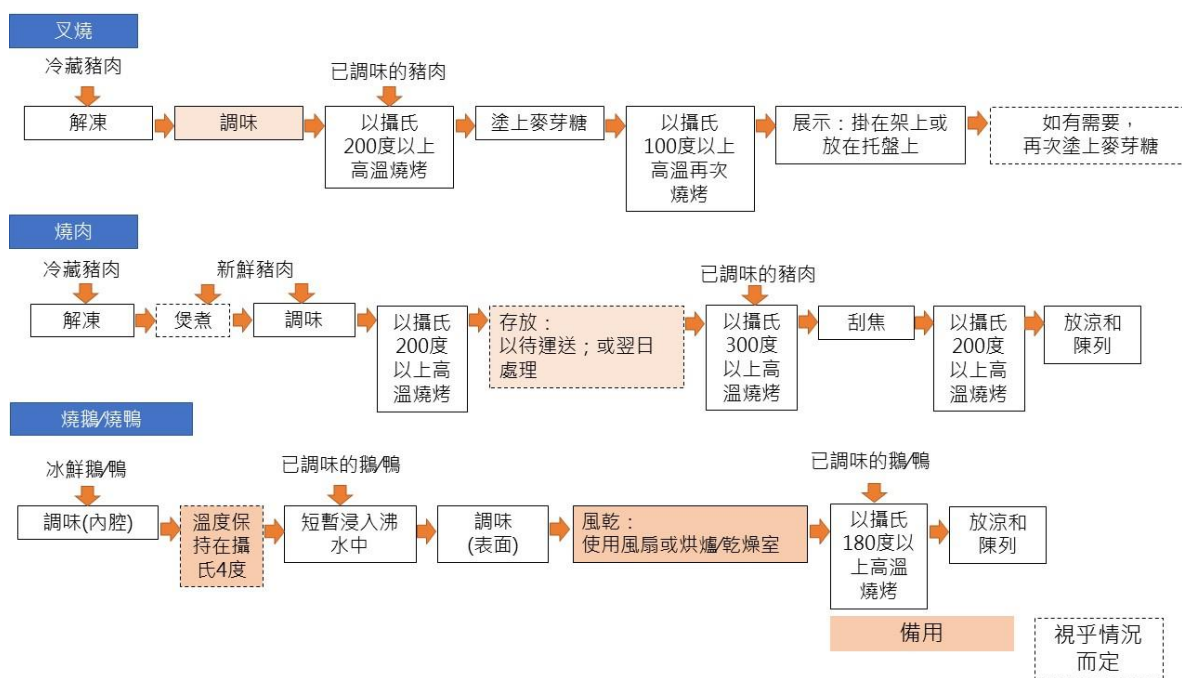 叉燒
冷藏豬肉
已調味的豬肉
解凍
調味
以攝氏
200度以上
高溫燒烤
塗上麥芽糖
以攝氏
100度以上
高溫再次
燒烤
展示：掛在架上或
放在托盤上
如有需要，
再次塗上麥芽糖
燒肉
冷藏豬肉
新鮮豬肉
已調味的豬肉
解凍
煲煮
調味
以攝氏
200度
以上高
溫燒烤
存放：
以待運送；或翌日
處理
以攝氏
300度
以上高
溫燒烤
刮焦
以攝氏
200度
以上高
溫燒烤
放涼和
陳列
燒鵝/燒鴨
冰鮮鵝/鴨
已調味的鵝/鴨
已調味的鵝/鴨
調味(內腔)
溫度保
持在攝
氏4度
短暫浸入沸
水中
調味
(表面)
風乾：
使用風扇或烘爐/乾燥室
以攝氏
180度以
上高溫
燒烤
放涼和
陳列
備用
視乎情況
而定